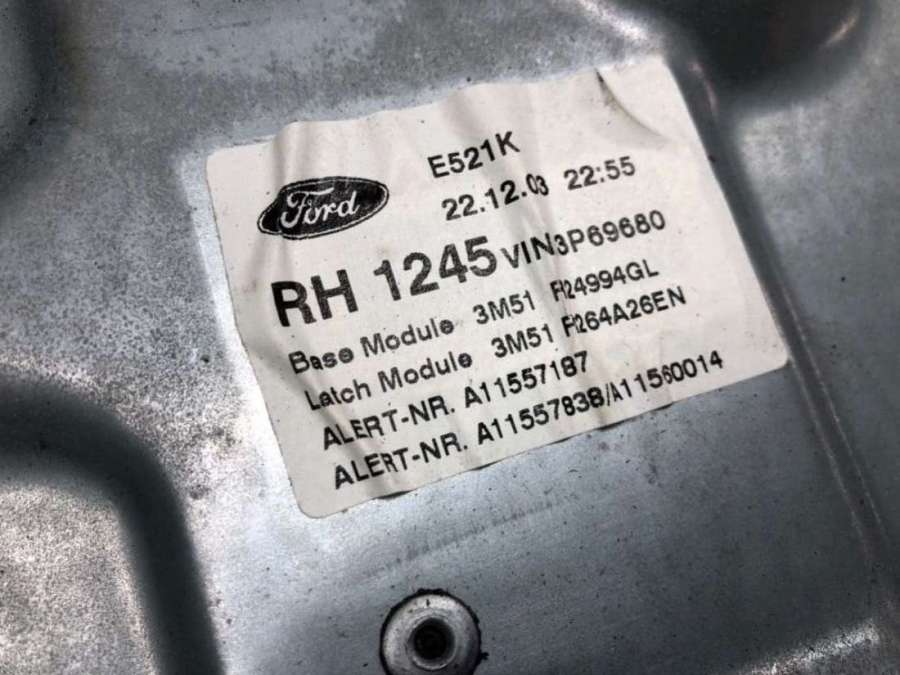 Ford
E521K
22.12.03 22:55
RH 1245 VIN3P69680
Base Module 3M51 R24994GL
Latch Module 3M51 R264A26EN
ALERT-NR. A11557187
ALERT-NR. A11557838/A11560014